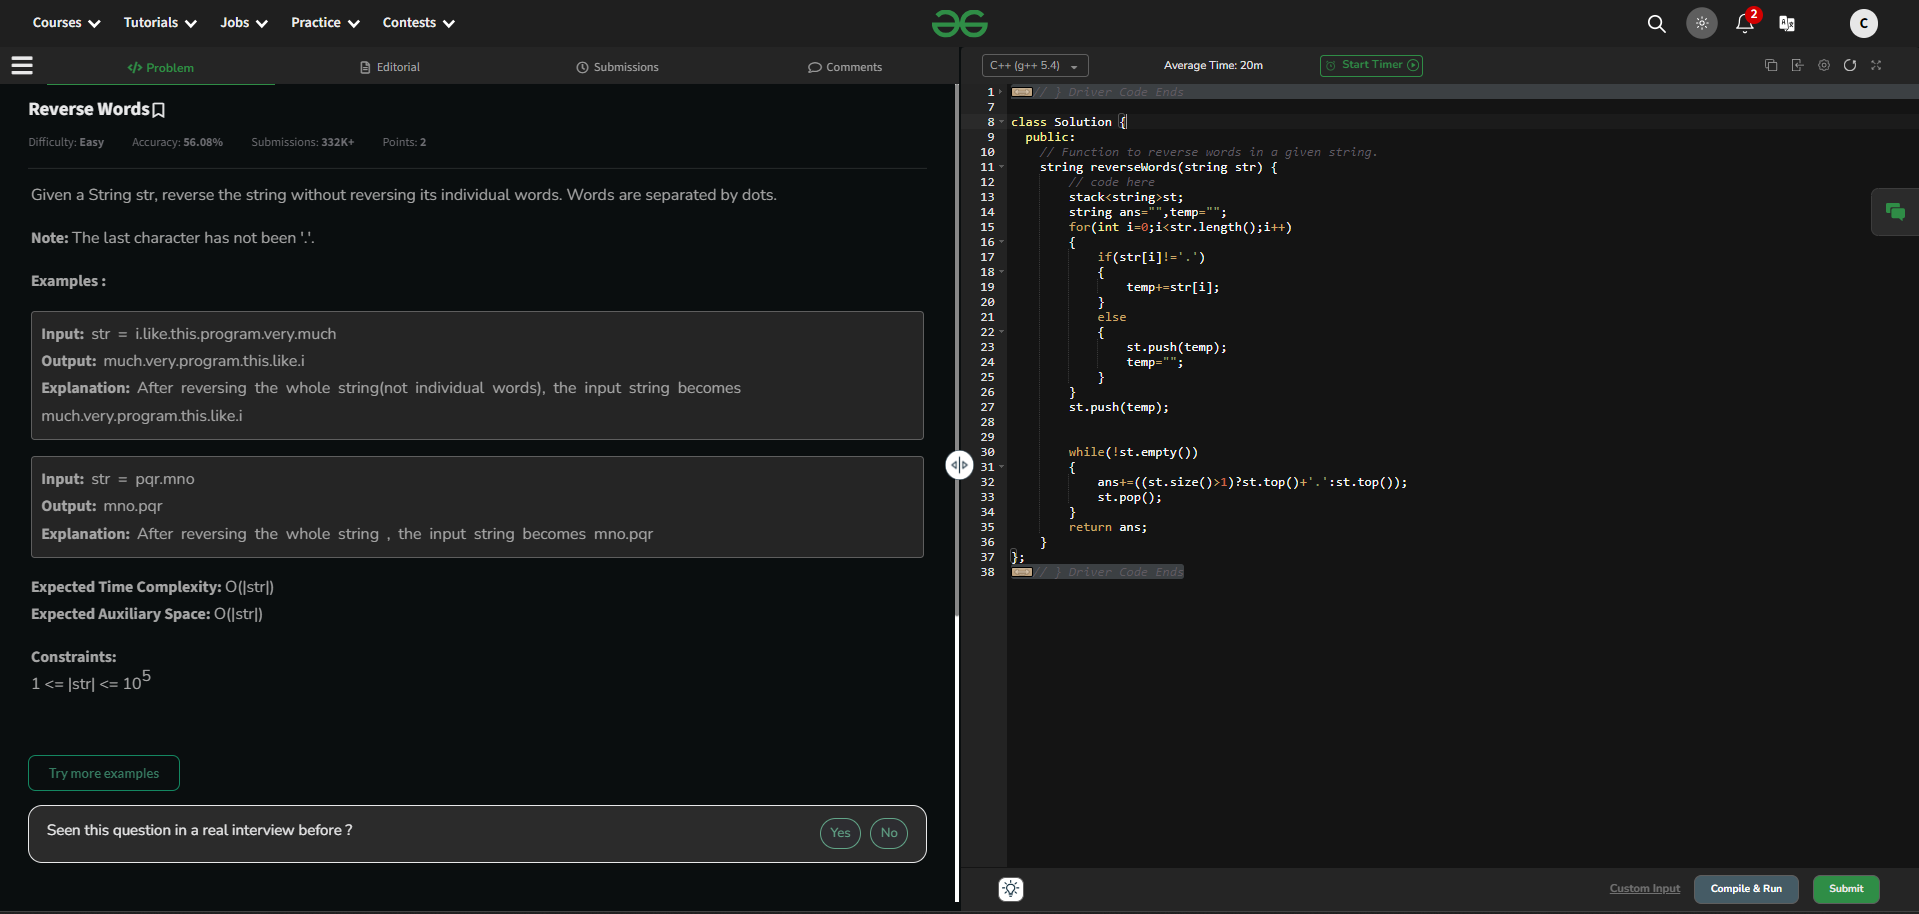 Courses Tutorials Jobs Practice Contests
2
C
Problem Editorial Submissions Comments
Reverse Words
Difficulty: Easy Accuracy: 56.08% Submissions: 332K+ Points: 2
Given a String str, reverse the string without reversing its individual words. Words are separated by dots.
Note: The last character has not been '.'.
Examples :
Input: str = i.like.this.program.very.much
Output: much.very.program.this.like.i
Explanation: After reversing the whole string(not individual words), the input string becomes
much.very.program.this.like.i
Input: str = pqr.mno
Output: mno.pqr
Explanation: After reversing the whole string , the input string becomes mno.pqr
Expected Time Complexity: O(|str|)
Expected Auxiliary Space: O(|str|)
Constraints:
1 <= |str| <= 10^5
Try more examples
Seen this question in a real interview before ? Yes No
C++ (g++ 5.4) Average Time: 20m Start Timer
1 // } Driver Code Ends
7
8 class Solution {
9 public:
10 // Function to reverse words in a given string.
11 string reverseWords(string str) {
12 // code here
13 stack<string>st;
14 string ans="",temp="";
15 for(int i=0;i<str.length();i++)
16 {
17 if(str[i]!='.')
18 {
19 temp+=str[i];
20 }
21 else
22 {
23 st.push(temp);
24 temp="";
25 }
26 }
27 st.push(temp);
28
29
30 while(!st.empty())
31 {
32 ans+=((st.size()>1)?st.top()+'.':st.top());
33 st.pop();
34 }
35 return ans;
36 }
37 };
38 // } Driver Code Ends
Custom Input Compile & Run Submit